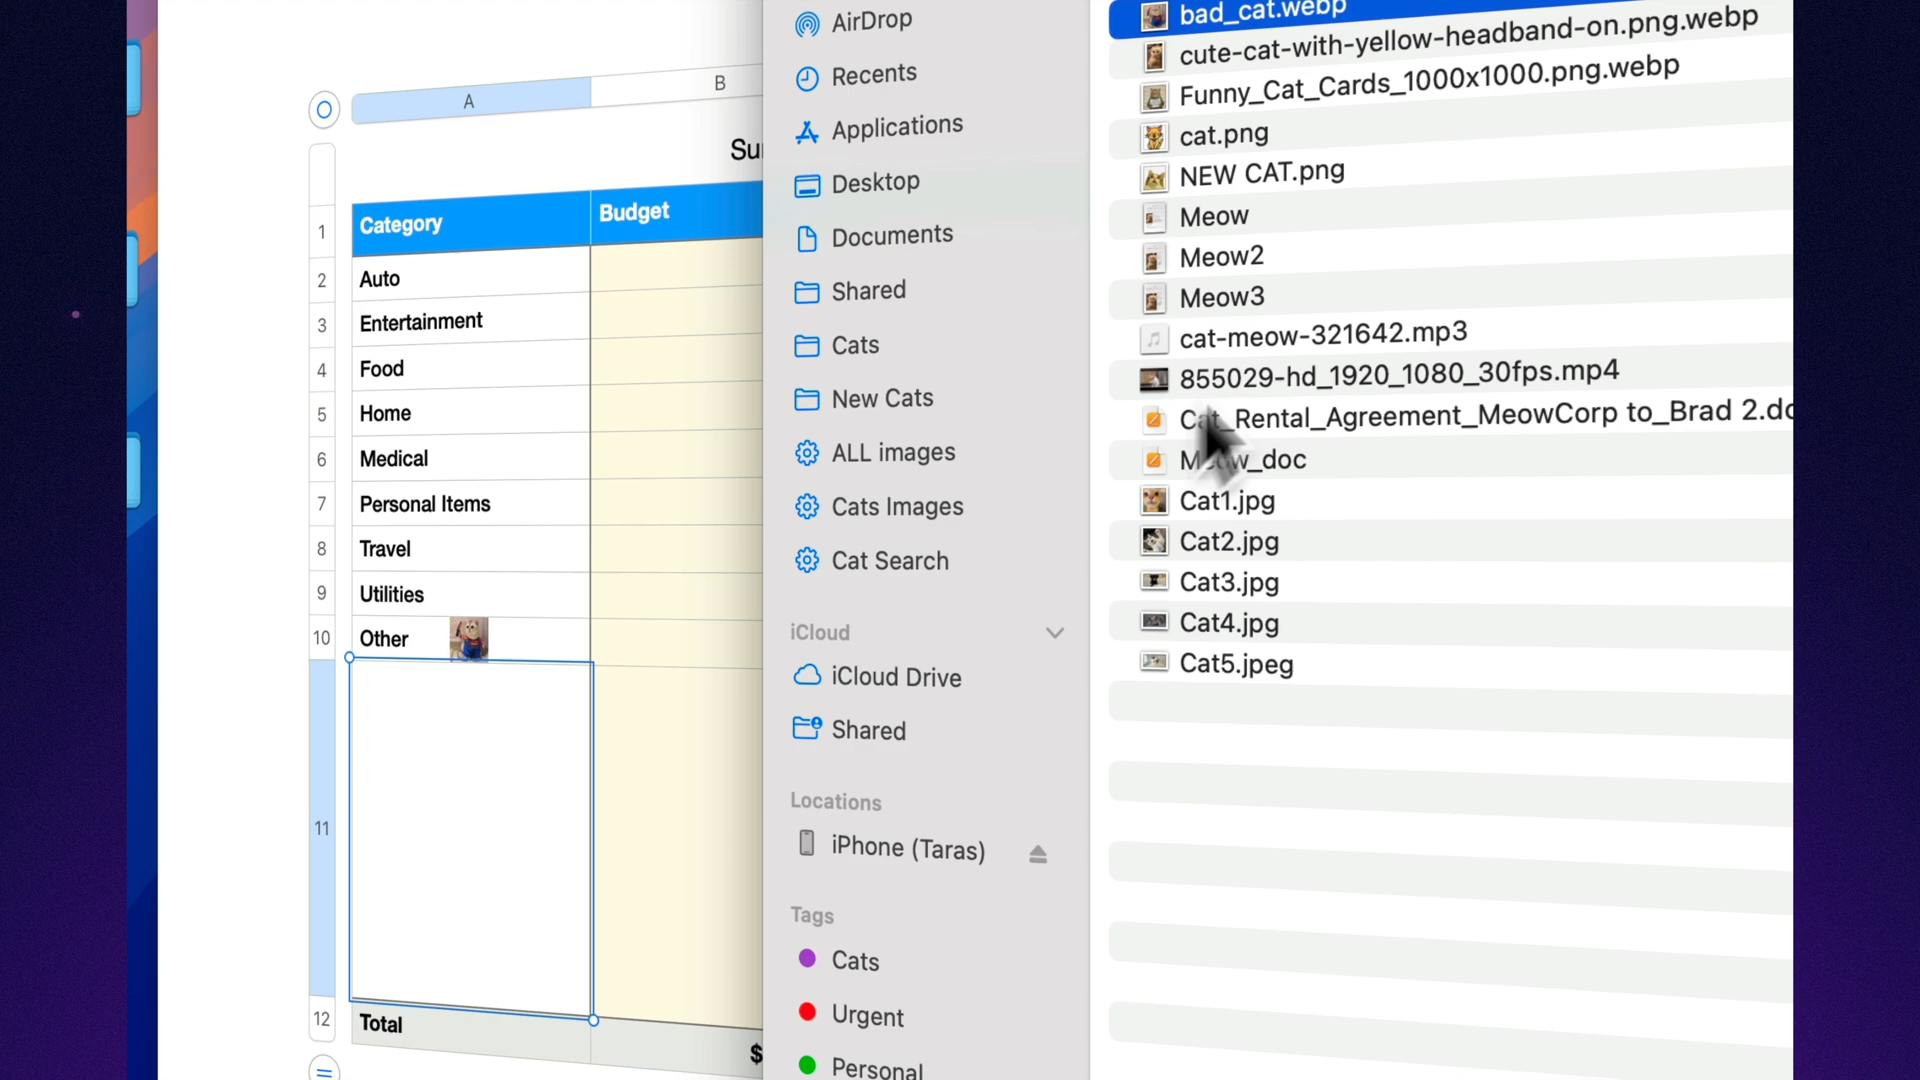 A
B
1
Category
Budget
2
Auto
3
Entertainment
4
Food
5
Home
6
Medical
7
Personal Items
8
Travel
9
Utilities
10
Other
11
12
Total
$
AirDrop
Recents
Applications
Desktop
Documents
Shared
Cats
New Cats
ALL images
Cats Images
Cat Search
iCloud
iCloud Drive
Shared
Locations
iPhone (Taras)
Tags
Cats
Urgent
Personal
bad_cat.webp
cute-cat-with-yellow-headband-on.png.webp
Funny_Cat_Cards_1000x1000.png.webp
cat.png
NEW CAT.png
Meow
Meow2
Meow3
cat-meow-321642.mp3
855029-hd_1920_1080_30fps.mp4
Cat_Rental_Agreement_MeowCorp to_Brad 2.do
Meow_doc
Cat1.jpg
Cat2.jpg
Cat3.jpg
Cat4.jpg
Cat5.jpeg